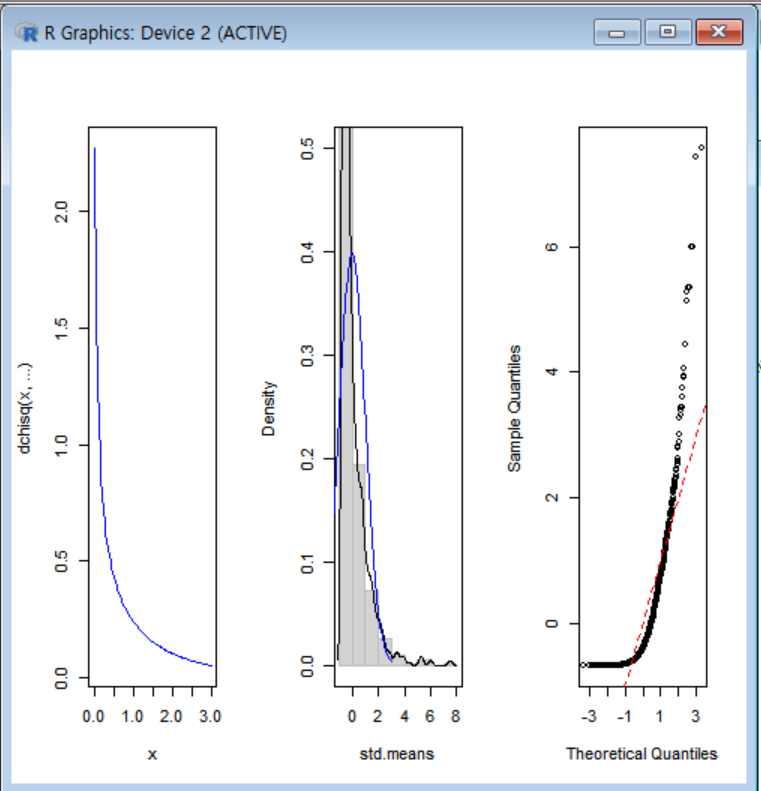 R Graphics: Device 2 (ACTIVE)
dchisq(x, ...)
2.0
1.5
1.0
0.5
0.0
0.0 1.0 2.0 3.0
x
Density
0.5
0.4
0.3
0.2
0.1
0.0
0 2 4 6 8
std.means
Sample Quantiles
6
4
2
0
-3 -1 1 3
Theoretical Quantiles